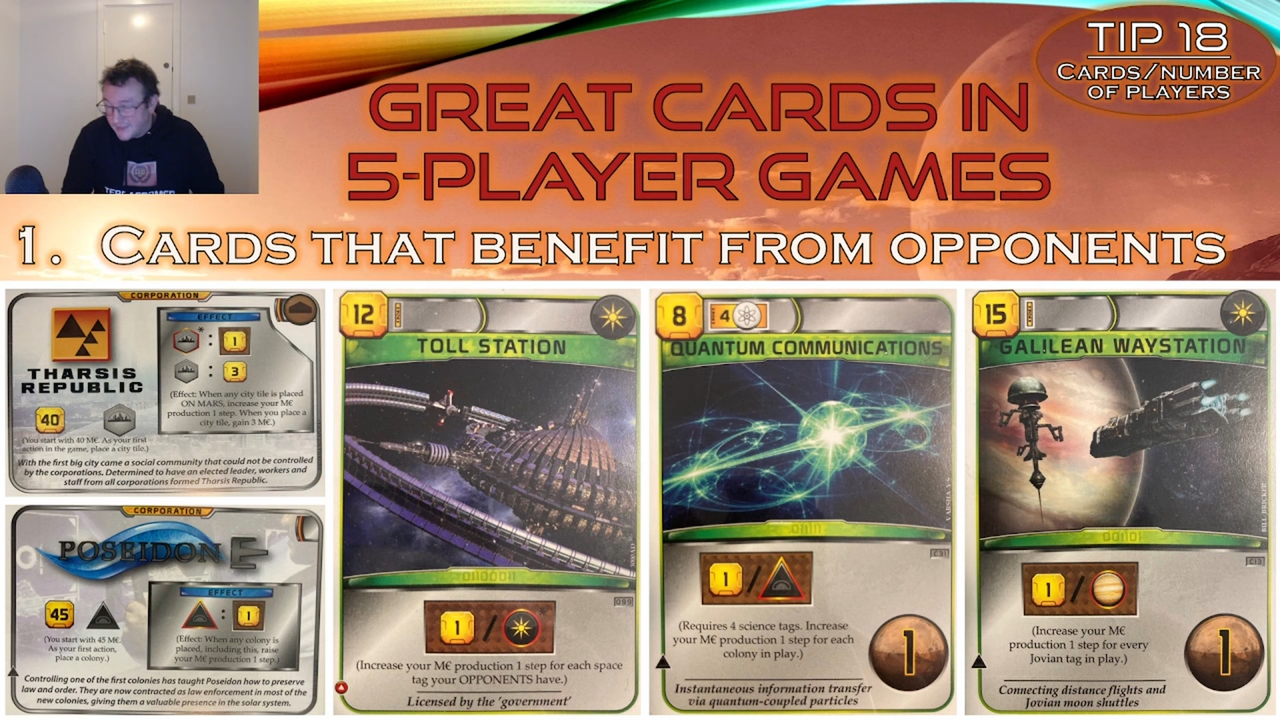 TIP 18
CARDS/NUMBER
OF PLAYERS
GREAT CARDS IN
5-PLAYER GAMES
1. CARDS THAT BENEFIT FROM OPPONENTS
CORPORATION
THARSIS
REPUBLIC
40
(You start with 40 M€. As your first
action in the game, place a city tile.)
EFFECT
* : 1
: 3
(Effect: When any city tile is placed
ON MARS, increase your M€
production 1 step. When you place a
city tile, gain 3 M€.)
With the first big city came a social community that could not be controlled
by the corporations. Determined to have an elected leader, workers and
staff from all corporations formed Tharsis Republic.
CORPORATION
POSEIDON
45
(You start with 45 M€.
As your first action,
place a colony.)
EFFECT
: 1
(Effect: When any colony is
placed, including this, raise
your M€ production 1 step.)
Controlling one of the first colonies has taught Poseidon how to preserve
law and order. They are now contracted as law enforcement in most of the
new colonies, giving them a valuable presence in the solar system.
12
TOLL STATION
099
1 /
(Increase your M€ production 1 step for each space
tag your OPPONENTS have.)
Licensed by the 'government'
8
4
QUANTUM COMMUNICATIONS
1 /
(Requires 4 science tags. Increase
your M€ production 1 step for each
colony in play.)
1
Instantaneous information transfer
via quantum-coupled particles
15
GALILEAN WAYSTATION
1 /
(Increase your M€
production 1 step for every
Jovian tag in play.)
1
Connecting distance flights and
Jovian moon shuttles